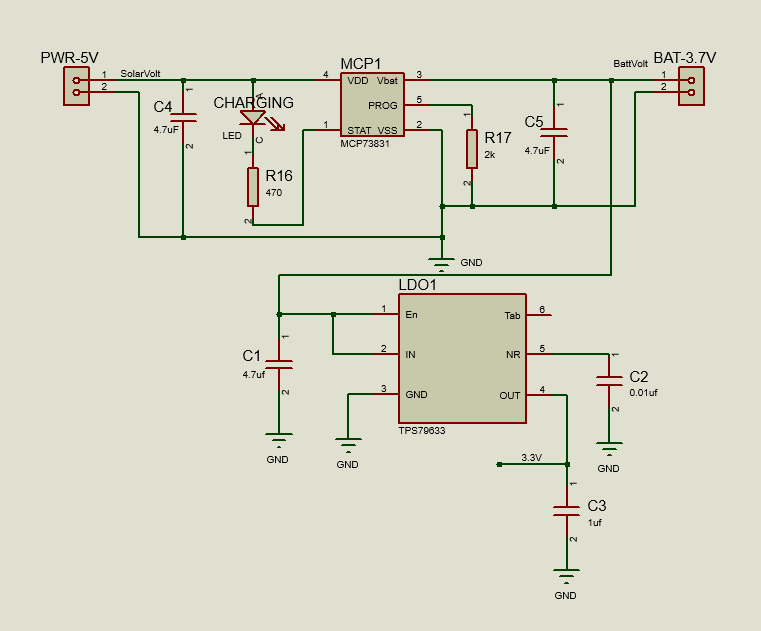 PWR-5V
SolarVolt
1
2
C4
4.7uF
1
2
CHARGING
A
C
LED
1
R16
470
2
MCP1
4
VDD
Vbat
3
PROG
5
1
STAT
VSS
2
MCP73831
1
R17
2k
2
C5
4.7uF
1
2
BattVolt
BAT-3.7V
1
2
GND
LDO1
1
En
2
IN
3
GND
Tab
6
NR
5
OUT
4
TPS79633
C1
4.7uf
1
2
GND
GND
1
C2
0.01uf
2
GND
3.3V
1
C3
1uf
2
GND